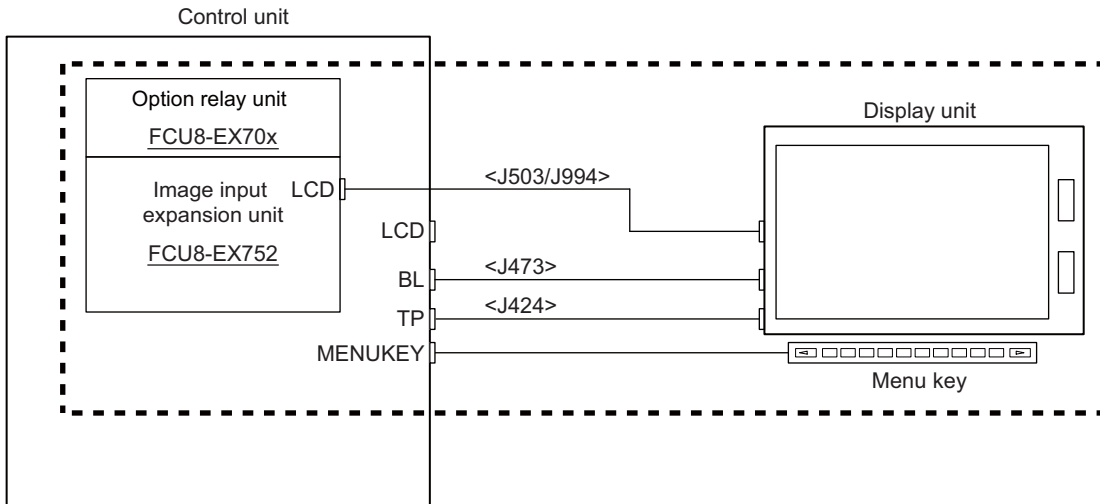 Control unit
Option relay unit
FCU8-EX70x
Display unit
Image input
expansion unit
FCU8-EX752
LCD
<J503/J994>
LCD
BL
<J473>
TP
<J424>
MENUKEY
Menu key